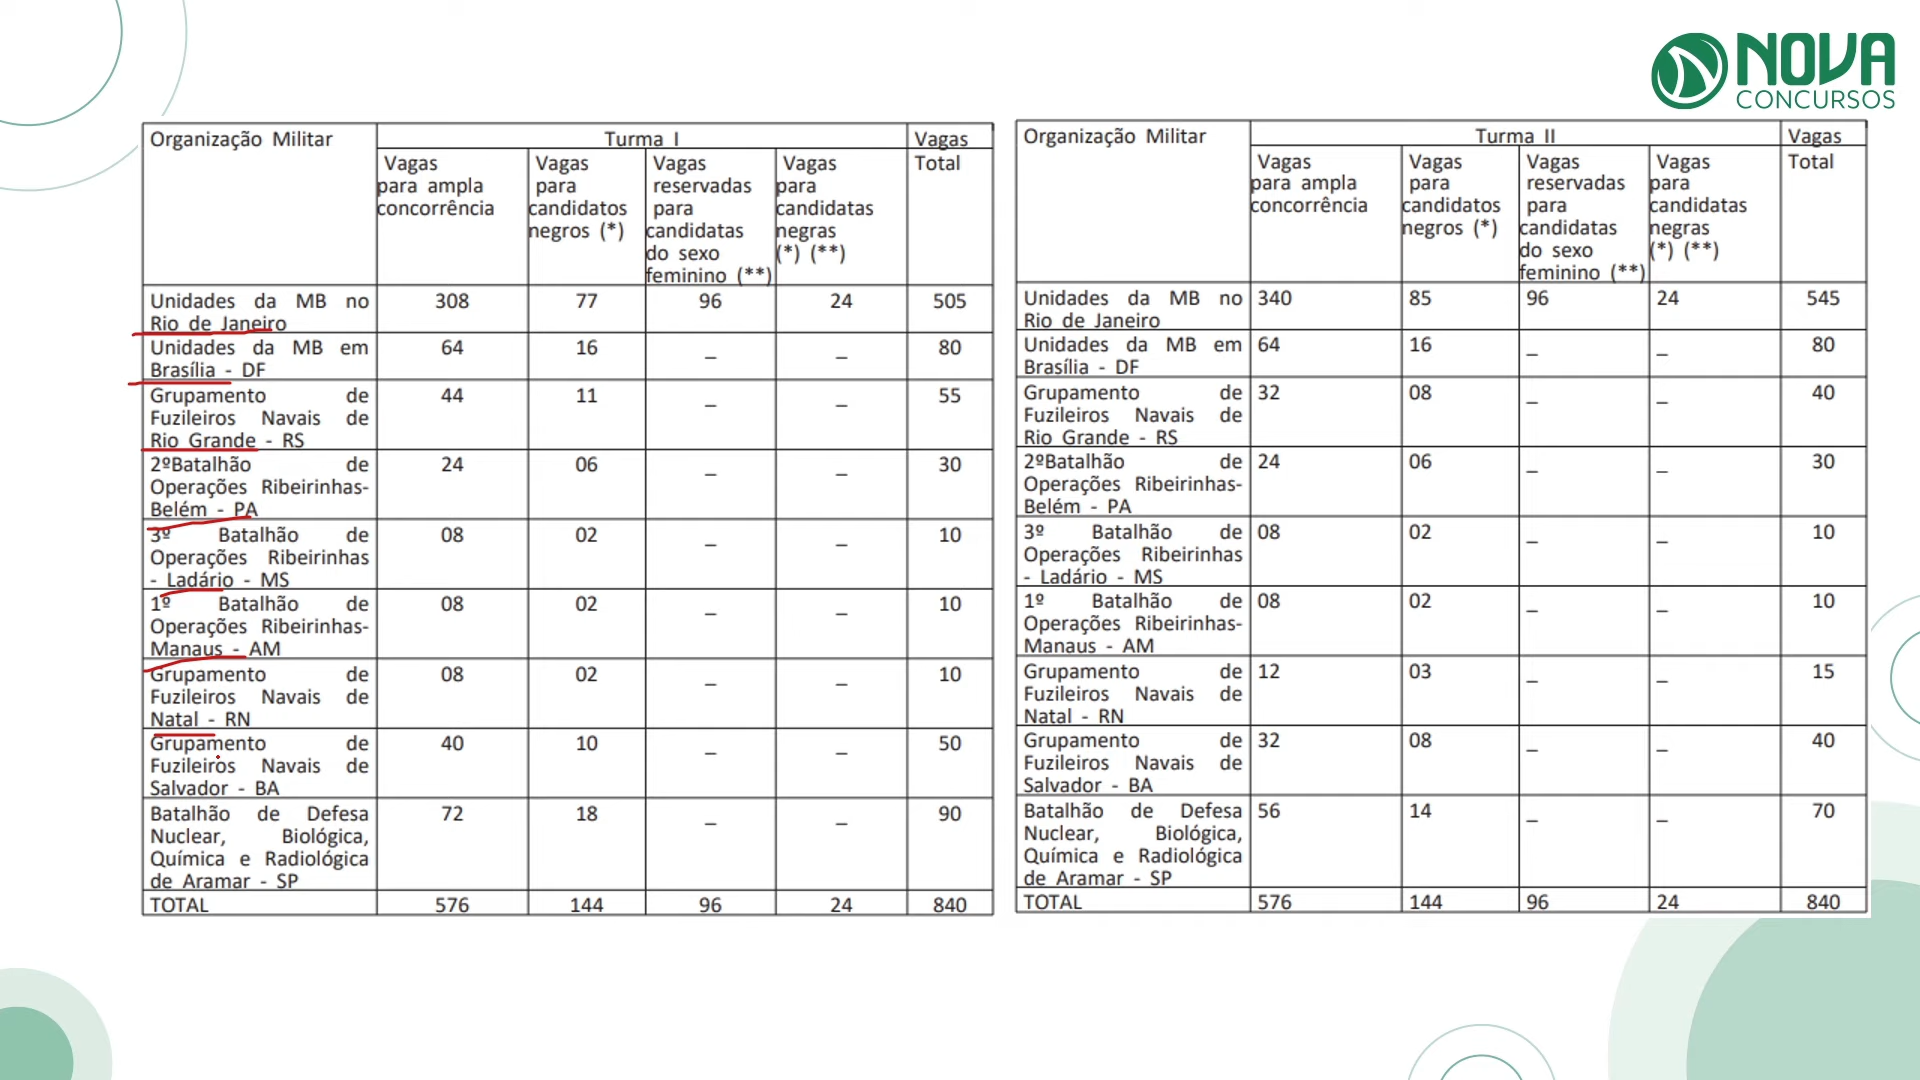 NOVA
CONCURSOS
Organização Militar
Turma I
Vagas
Vagas
para ampla
concorrência
Vagas
para
candidatos
negros (*)
Vagas
reservadas
para
candidatas
do sexo
feminino (**)
Vagas
para
candidatas
negras
(*) (**)
Total
Unidades da MB no 308 77 96 24 505
Rio de Janeiro
Unidades da MB em 64 16 _ _ 80
Brasília - DF
Grupamento de 44 11 _ _ 55
Fuzileiros Navais de
Rio Grande - RS
2ºBatalhão de 24 06 _ _ 30
Operações Ribeirinhas-
Belém - PA
3º Batalhão de 08 02 _ _ 10
Operações Ribeirinhas
- Ladário - MS
1º Batalhão de 08 02 _ _ 10
Operações Ribeirinhas-
Manaus - AM
Grupamento de 08 02 _ _ 10
Fuzileiros Navais de
Natal - RN
Grupamento de 40 10 _ _ 50
Fuzileiros Navais de
Salvador - BA
Batalhão de Defesa 72 18 _ _ 90
Nuclear, Biológica,
Química e Radiológica
de Aramar - SP
TOTAL 576 144 96 24 840
Organização Militar
Turma II
Vagas
Vagas
para ampla
concorrência
Vagas
para
candidatos
negros (*)
Vagas
reservadas
para
candidatas
do sexo
feminino (**)
Vagas
para
candidatas
negras
(*) (**)
Total
Unidades da MB no 340 85 96 24 545
Rio de Janeiro
Unidades da MB em 64 16 _ _ 80
Brasília - DF
Grupamento de 32 08 _ _ 40
Fuzileiros Navais de
Rio Grande - RS
2ºBatalhão de 24 06 _ _ 30
Operações Ribeirinhas-
Belém - PA
3º Batalhão de 08 02 _ _ 10
Operações Ribeirinhas
- Ladário - MS
1º Batalhão de 08 02 _ _ 10
Operações Ribeirinhas-
Manaus - AM
Grupamento de 12 03 _ _ 15
Fuzileiros Navais de
Natal - RN
Grupamento de 32 08 _ _ 40
Fuzileiros Navais de
Salvador - BA
Batalhão de Defesa 56 14 _ _ 70
Nuclear, Biológica,
Química e Radiológica
de Aramar - SP
TOTAL 576 144 96 24 840